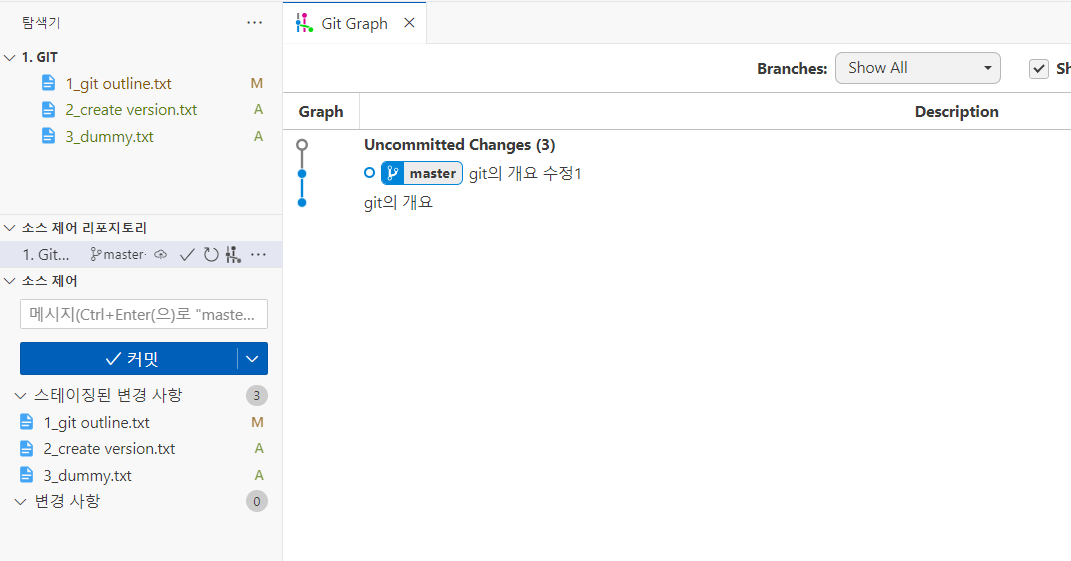 탐색기 ···
1. GIT
1_git outline.txt M
2_create version.txt A
3_dummy.txt A
소스 제어 리포지토리
1. Git... master ···
소스 제어
메시지(Ctrl+Enter(으)로 "maste...
커밋
스테이징된 변경 사항 3
1_git outline.txt M
2_create version.txt A
3_dummy.txt A
변경 사항 0
Git Graph
Branches: Show All Sh
Graph Description
Uncommitted Changes (3)
master git의 개요 수정1
git의 개요